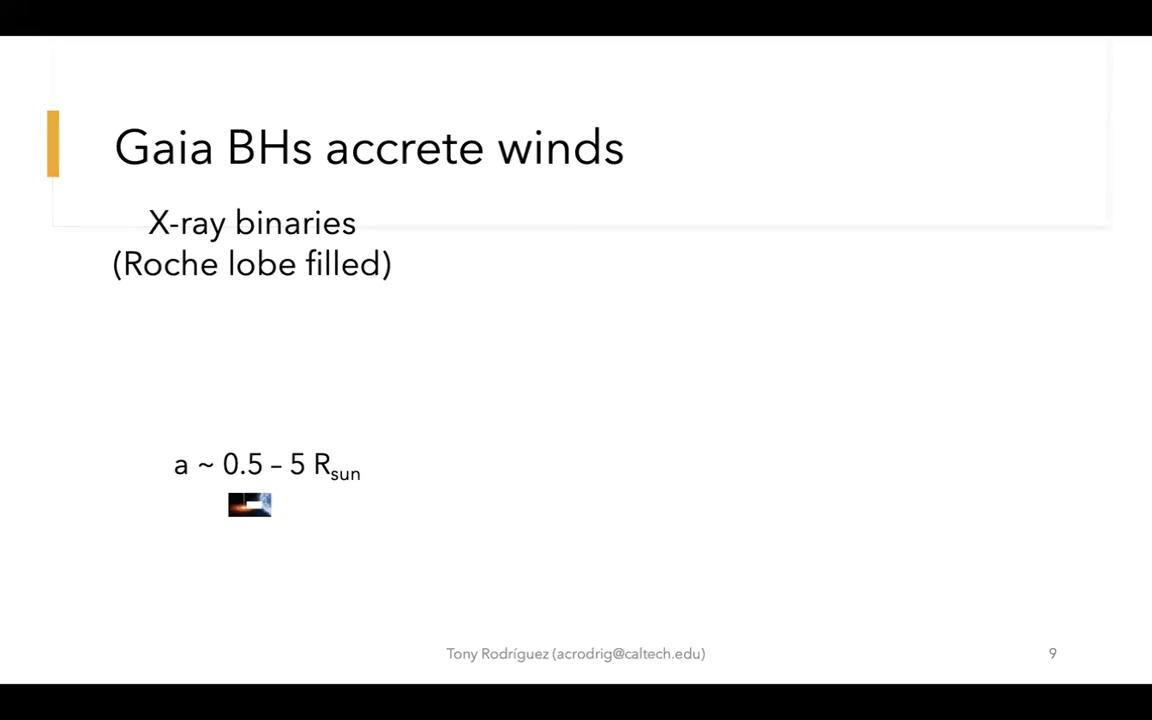 Gaia BHs accrete winds
X-ray binaries
(Roche lobe filled)
a ~ 0.5 – 5 Rsun
Tony Rodríguez (acrodrig@caltech.edu)
9